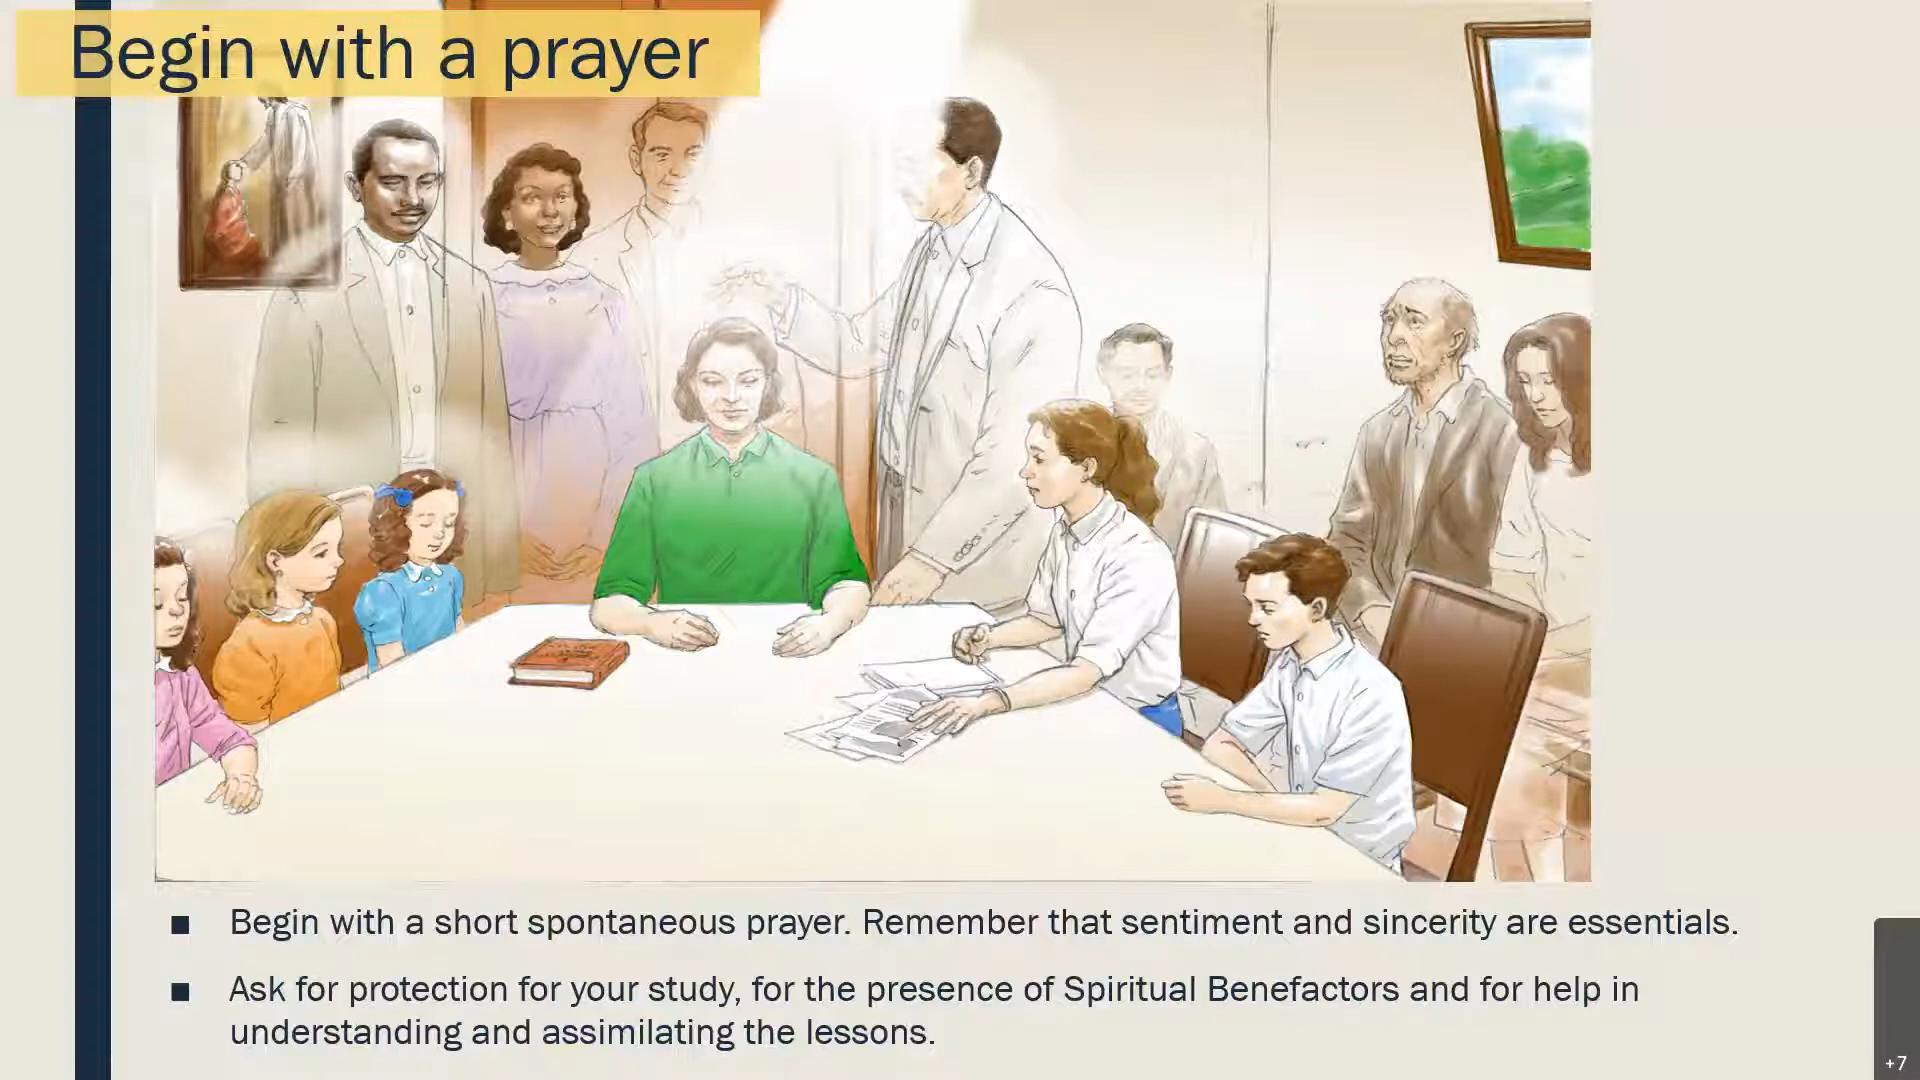 Begin with a prayer
■ Begin with a short spontaneous prayer. Remember that sentiment and sincerity are essentials.
■ Ask for protection for your study, for the presence of Spiritual Benefactors and for help in
understanding and assimilating the lessons.
+7